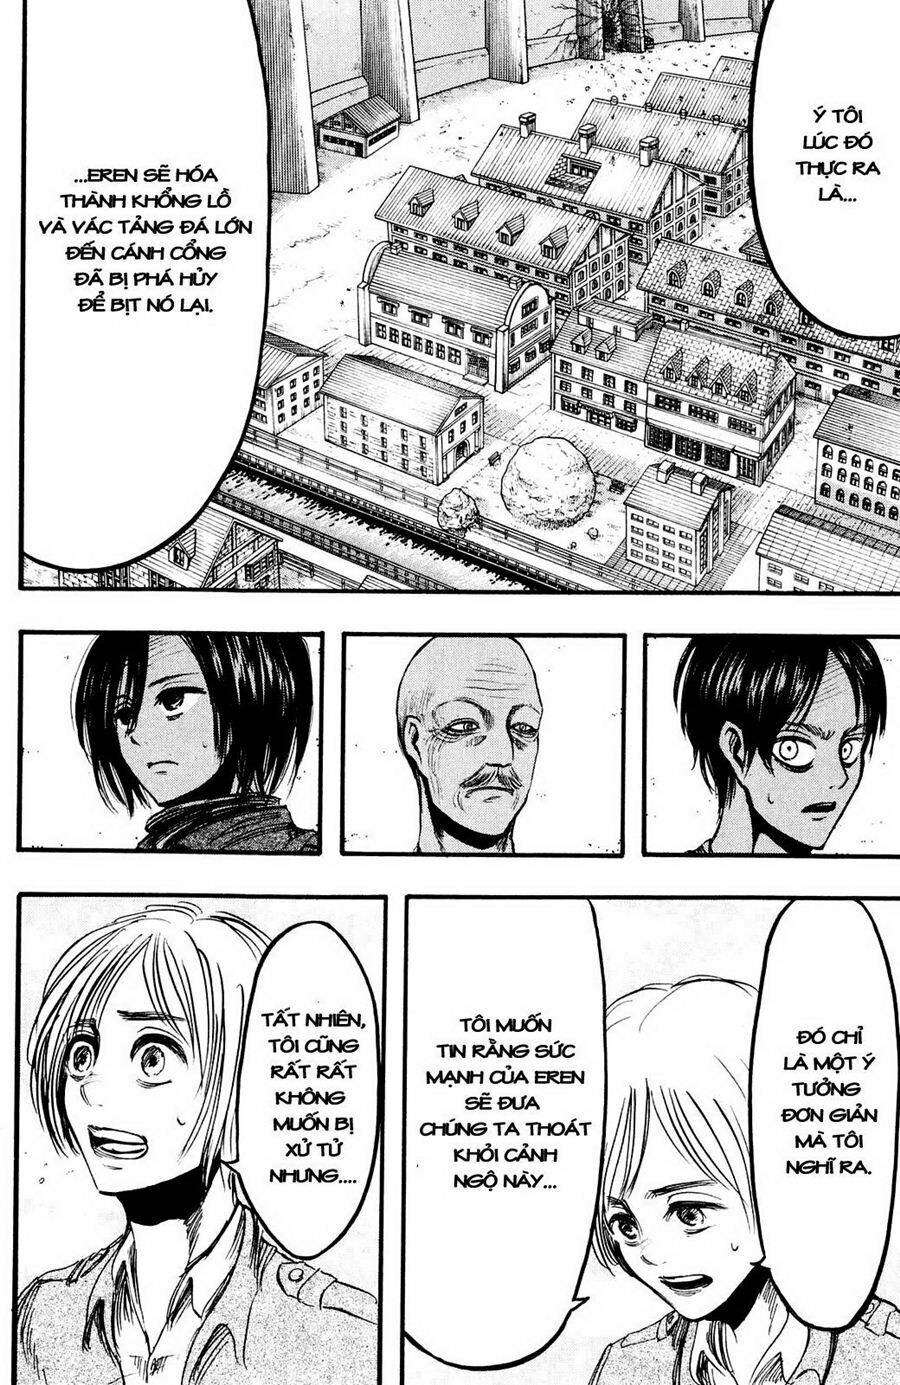 Ý TÔI
LÚC ĐÓ
THỰC RA
LÀ...
...EREN SẼ HÓA
THÀNH KHỔNG LỒ
VÀ VÁC TẢNG ĐÁ LỚN
ĐẾN CÁNH CỔNG
ĐÃ BỊ PHÁ HỦY
ĐỂ BỊT NÓ LẠI.
ĐÓ CHỈ
LÀ MỘT Ý
TƯỞNG
ĐƠN GIẢN
MÀ TÔI
NGHĨ RA.
TÔI MUỐN
TIN RẰNG SỨC
MẠNH CỦA EREN
SẼ ĐƯA
CHÚNG TA THOÁT
KHỎI CẢNH
NGỘ NÀY...
TẤT NHIÊN,
TÔI CŨNG
RẤT RẤT
KHÔNG
MUỐN BỊ
XỬ TỬ
NHƯNG....